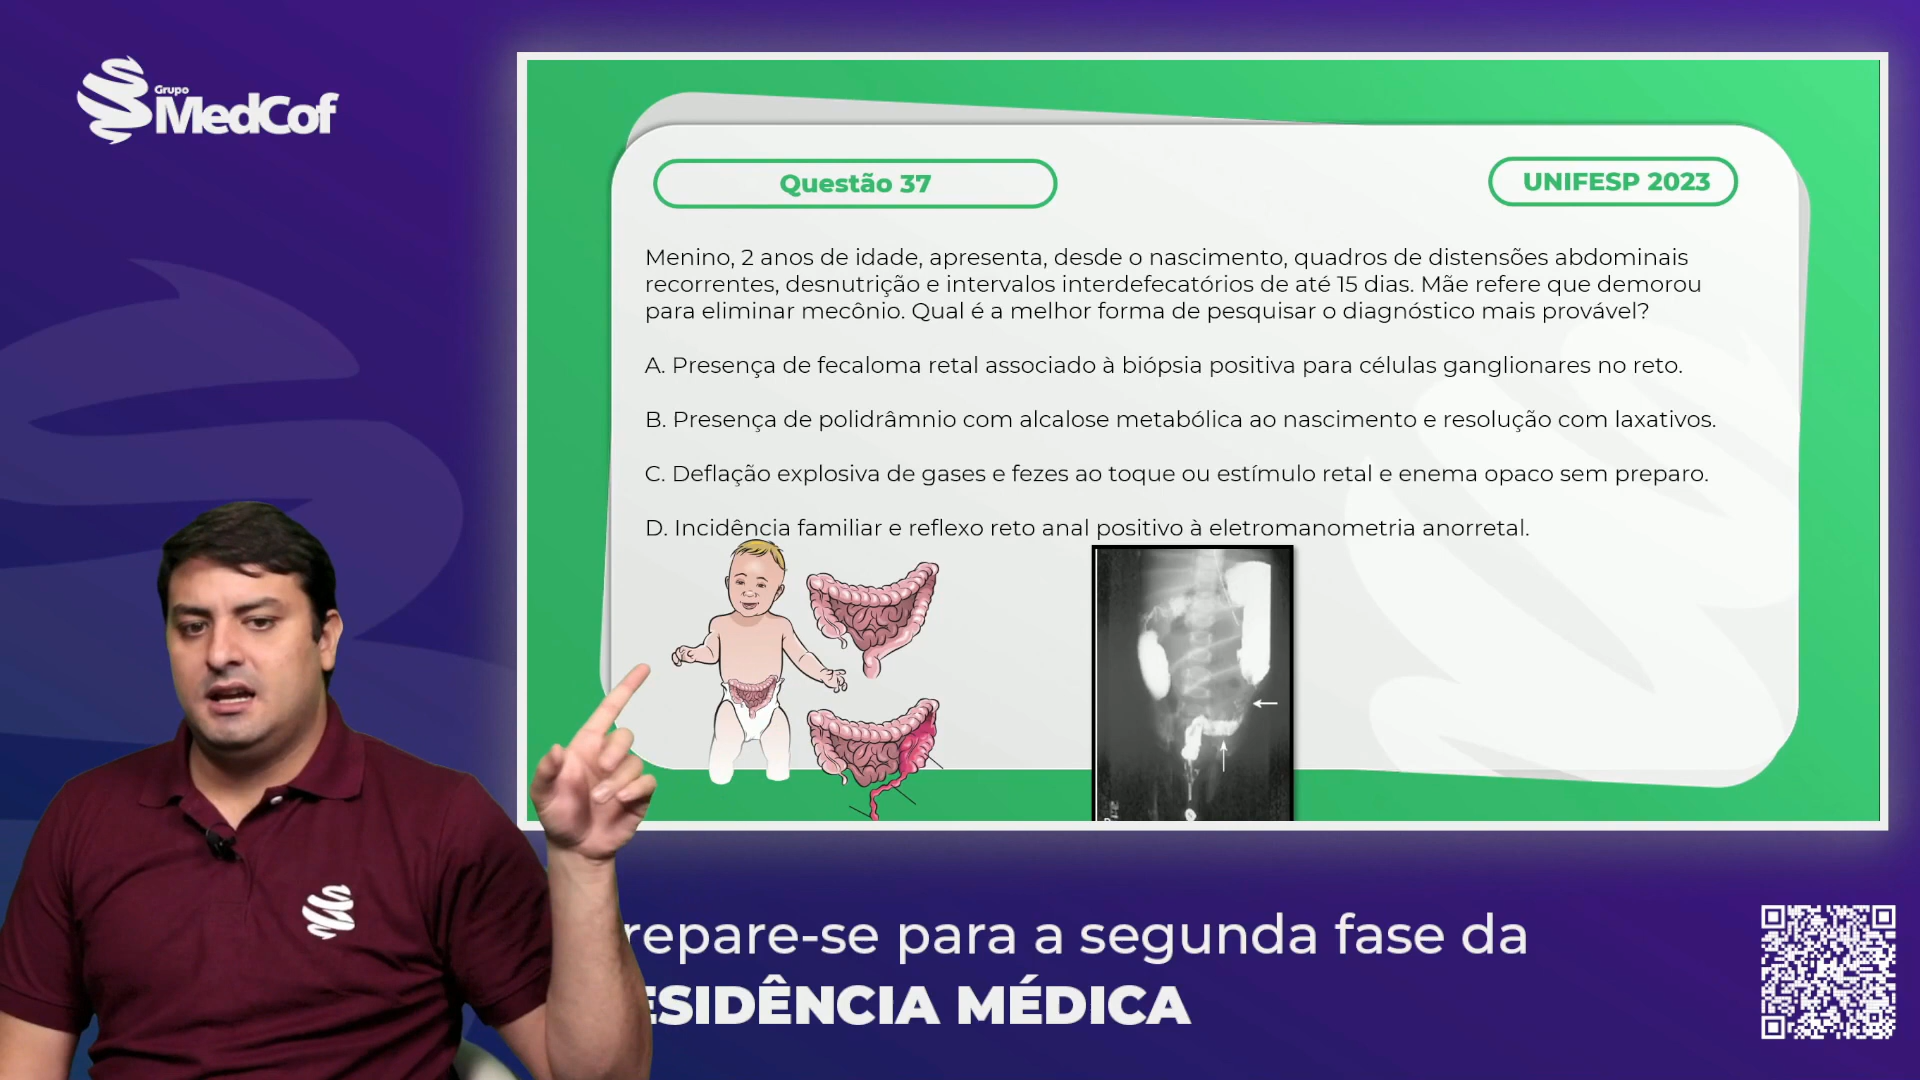 Grupo
MedCof
Questão 37
UNIFESP 2023
Menino, 2 anos de idade, apresenta, desde o nascimento, quadros de distensões abdominais
recorrentes, desnutrição e intervalos interdefecatórios de até 15 dias. Mãe refere que demorou
para eliminar mecônio. Qual é a melhor forma de pesquisar o diagnóstico mais provável?
A. Presença de fecaloma retal associado à biópsia positiva para células ganglionares no reto.
B. Presença de polidrâmnio com alcalose metabólica ao nascimento e resolução com laxativos.
C. Deflação explosiva de gases e fezes ao toque ou estímulo retal e enema opaco sem preparo.
D. Incidência familiar e reflexo reto anal positivo à eletromanometria anorretal.
repare-se para a segunda fase da
ESIDÊNCIA MÉDICA